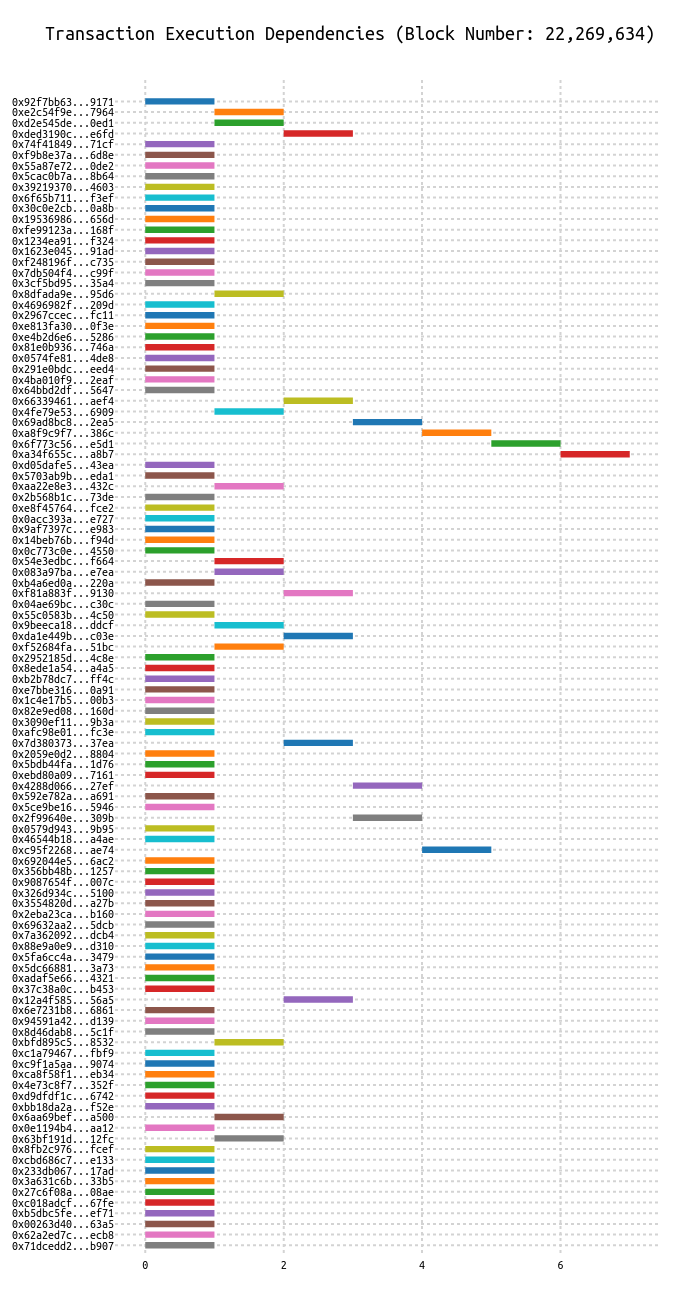 Transaction Execution Dependencies (Block Number: 22,269,634)
0x92f7bb63...9171
0xe2c54f9e...7964
0xd2e545de...0ed1
0xded3190c...e6fd
0x74f41849...71cf
0xf9b8e37a...6d8e
0x55a87e72...0de2
0x5cac0b7a...8b64
0x39219370...4603
0x6f65b711...f3ef
0x30c0e2cb...0a8b
0x19536986...656d
0xfe99123a...168f
0x1234ea91...f324
0x1623e045...91ad
0xf248196f...c735
0x7db504f4...c99f
0x3cf5bd95...35a4
0x8dfada9e...95d6
0x4696982f...209d
0x2967ccec...fc11
0xe813fa30...0f3e
0xe4b2d6e6...5286
0x81e0b936...746a
0x0574fe81...4de8
0x291e0bdc...eed4
0x4ba010f9...2eaf
0x64bbd2df...5647
0x66339461...aef4
0x4fe79e53...6909
0x69ad8bc8...2ea5
0xa8f9c9f7...386c
0x6f773c56...e5d1
0xa34f655c...a8b7
0xd05dafe5...43ea
0x5703ab9b...eda1
0xaa22e8e3...432c
0x2b568b1c...73de
0xe8f45764...fce2
0x0acc393a...e727
0x9af7397c...e983
0x14beb76b...f94d
0x0c773c0e...4550
0x54e3edbc...f664
0x083a97ba...e7ea
0xb4a6ed0a...220a
0xf81a883f...9130
0x04ae69bc...c30c
0x55c0583b...4c50
0x9beeca18...ddcf
0xda1e449b...c03e
0xf52684fa...51bc
0x2952185d...4c8e
0x8ede1a54...a4a5
0xb2b78dc7...ff4c
0xe7bbe316...0a91
0x1c4e17b5...00b3
0x82e9ed08...160d
0x3090ef11...9b3a
0xafc98e01...fc3e
0x7d380373...37ea
0x2059e0d2...8804
0x5bdb44fa...1d76
0xebd80a09...7161
0x4288d066...27ef
0x592e782a...a691
0x5ce9be16...5946
0x2f99640e...309b
0x0579d943...9b95
0x46544b18...a4ae
0xc95f2268...ae74
0x692044e5...6ac2
0x356bb48b...1257
0x9087654f...007c
0x326d934c...5100
0x3554820d...a27b
0x2eba23ca...b160
0x69632aa2...5dcb
0x7a362092...dcb4
0x88e9a0e9...d310
0x5fa6cc4a...3479
0x5dc66881...3a73
0xadaf5e66...4321
0x37c38a0c...b453
0x12a4f585...56a5
0x6e7231b8...6861
0x94591a42...d139
0x8d46dab8...5c1f
0xbfd895c5...8532
0xc1a79467...fbf9
0xc9f1a5aa...9074
0xca8f58f1...eb34
0x4e73c8f7...352f
0xd9dfdf1c...6742
0xbb18da2a...f52e
0x6aa69bef...a500
0x0e1194b4...aa12
0x63bf191d...12fc
0x8fb2c976...fcef
0xcbd686c7...e133
0x233db067...17ad
0x3a631c6b...33b5
0x27c6f08a...08ae
0xc018adcf...67fe
0xb5dbc5fe...ef71
0x00263d40...63a5
0x62a2ed7c...ecb8
0x71dcedd2...b907
0 2 4 6